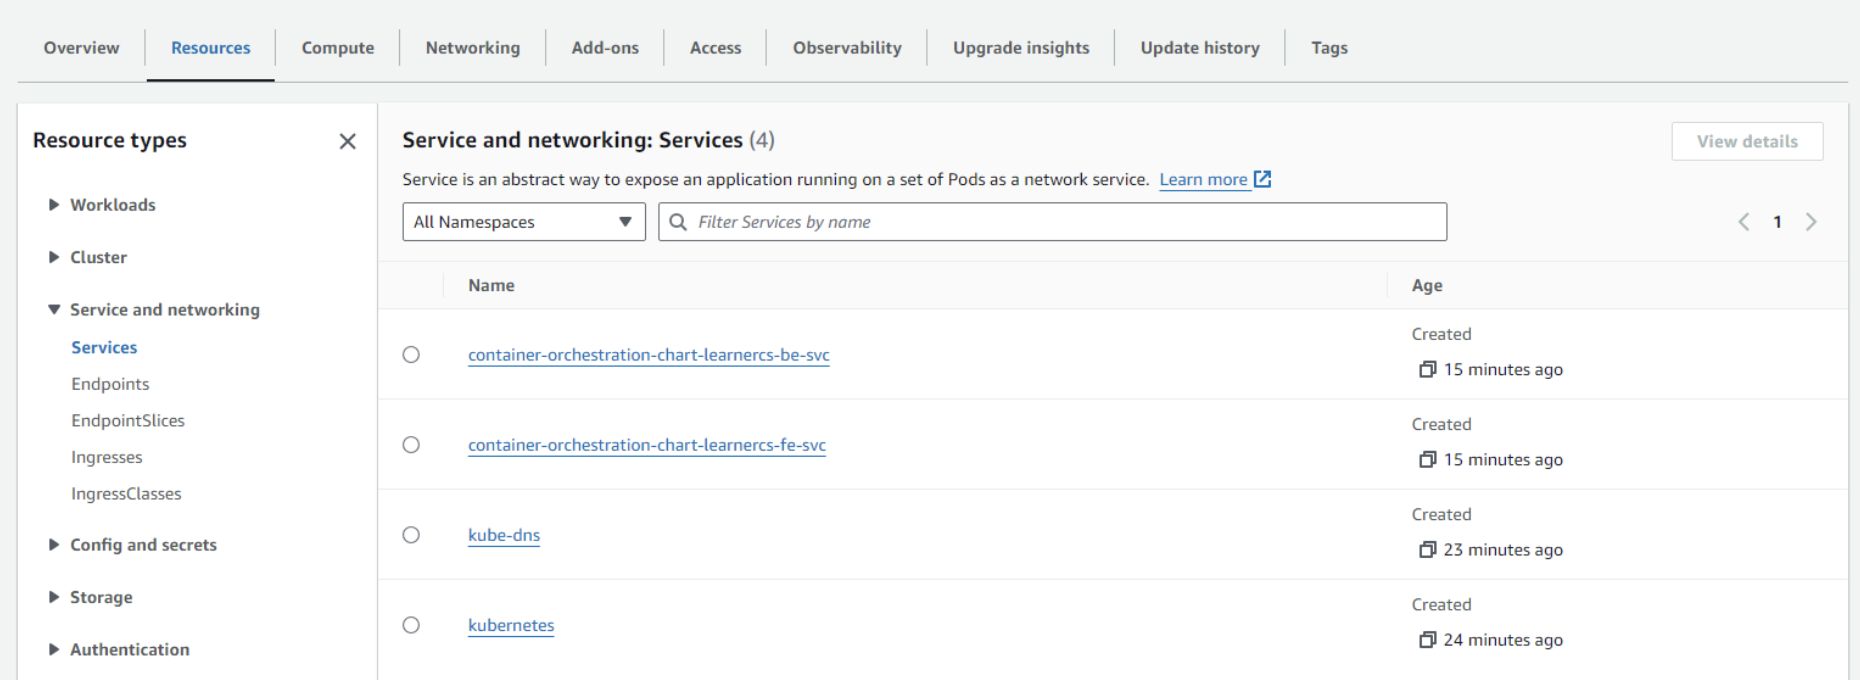 Overview Resources Compute Networking Add-ons Access Observability Upgrade insights Update history Tags
Resource types
Workloads
Cluster
Service and networking
Services
Endpoints
EndpointSlices
Ingresses
IngressClasses
Config and secrets
Storage
Authentication
Service and networking: Services (4)
View details
Service is an abstract way to expose an application running on a set of Pods as a network service. Learn more
All Namespaces Filter Services by name 1
Name Age
container-orchestration-chart-learnercs-be-svc Created
15 minutes ago
container-orchestration-chart-learnercs-fe-svc Created
15 minutes ago
kube-dns Created
23 minutes ago
kubernetes Created
24 minutes ago